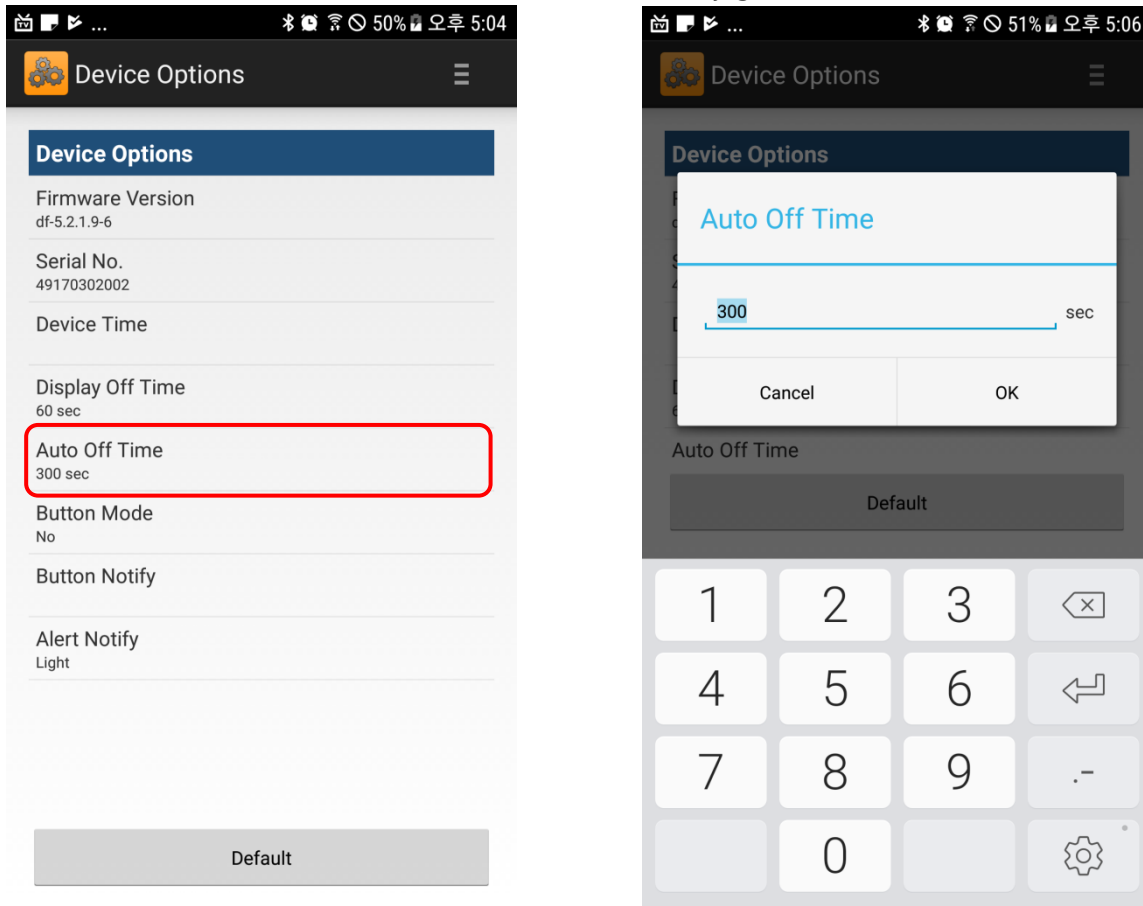 ... 50% 오후 5:04
Device Options
Device Options
Firmware Version
df-5.2.1.9-6
Serial No.
49170302002
Device Time
Display Off Time
60 sec
Auto Off Time
300 sec
Button Mode
No
Button Notify
Alert Notify
Light
Default
... 51% 오후 5:06
Device Options
Device Options
Auto Off Time
300 sec
Cancel OK
Auto Off Time
Default
1 2 3
4 5 6
7 8 9 .-
0